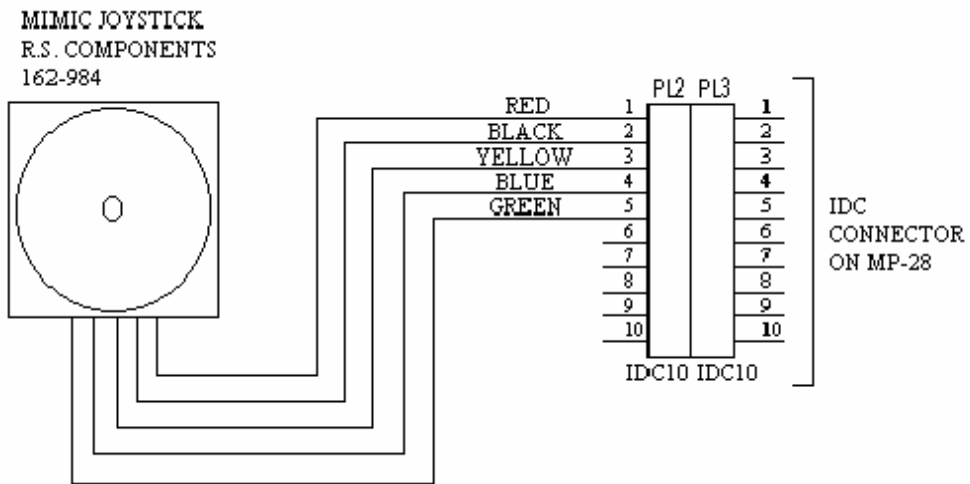 MIMIC JOYSTICK
R.S. COMPONENTS
162-984
PL2 PL3
RED 1 1
BLACK 2 2
YELLOW 3 3
BLUE 4 4
GREEN 5 5
6 6
7 7
8 8
9 9
10 10
IDC10 IDC10
IDC
CONNECTOR
ON MP-28